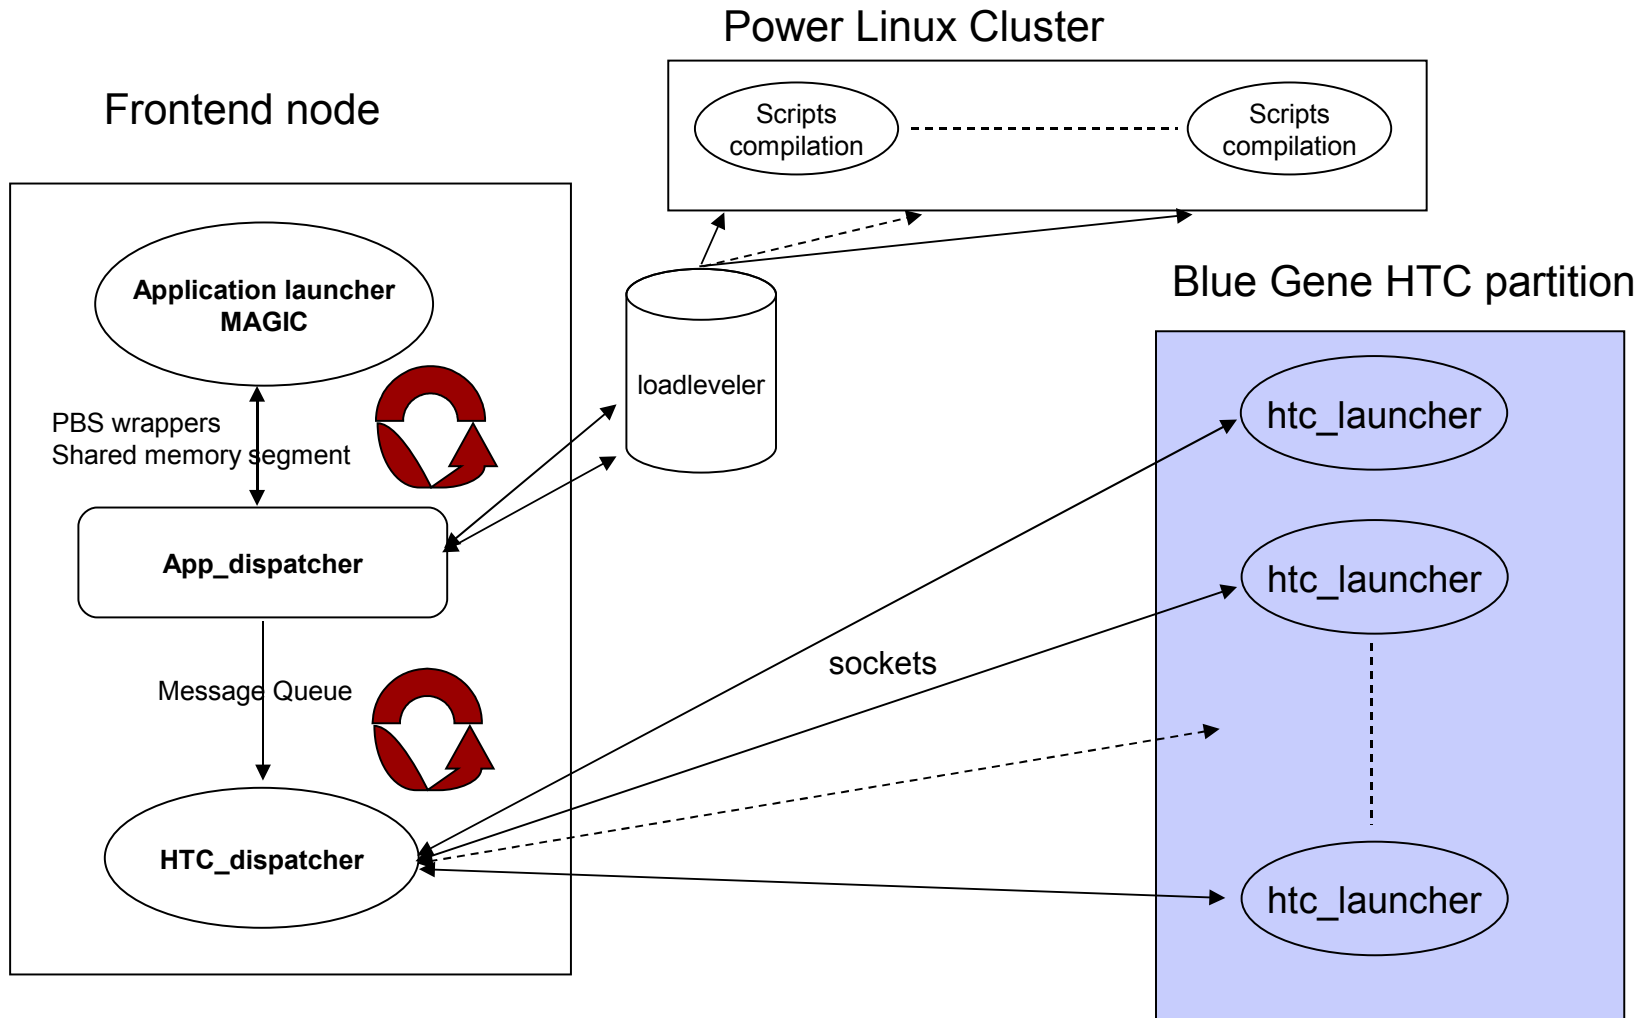 Power Linux Cluster
Frontend node
Scripts
compilation
Scripts
compilation
Application launcher
MAGIC
PBS wrappers
Shared memory segment
App_dispatcher
Message Queue
HTC_dispatcher
loadleveler
sockets
Blue Gene HTC partition
htc_launcher
htc_launcher
htc_launcher